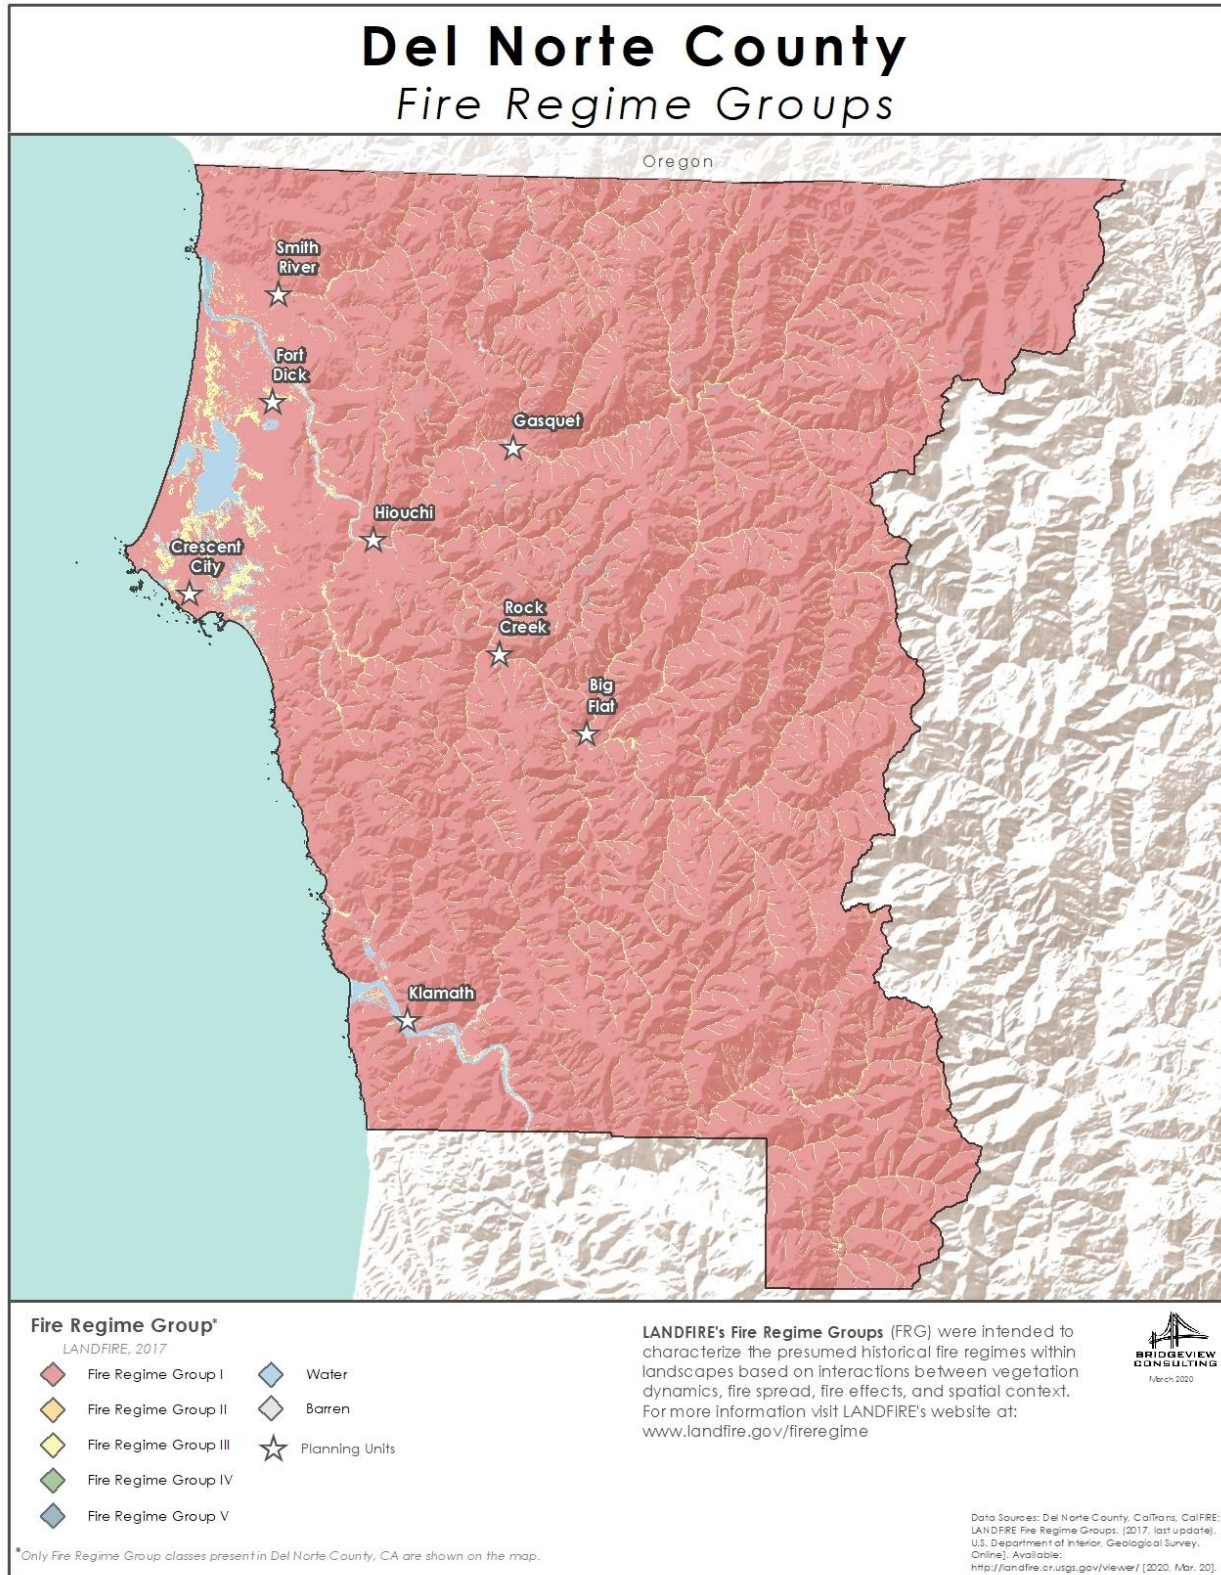 Del Norte County
Fire Regime Groups
Oregon
Smith
River
Fort
Dick
Gasquet
Hiouchi
Crescent
City
Rock
Creek
Big
Flat
Klamath
Fire Regime Group*
LANDFIRE, 2017
Fire Regime Group I
Fire Regime Group II
Fire Regime Group III
Fire Regime Group IV
Fire Regime Group V
Water
Barren
Planning Units
*Only Fire Regime Group classes present in Del Norte County, CA are shown on the map.
LANDFIRE's Fire Regime Groups (FRG) were intended to
characterize the presumed historical fire regimes within
landscapes based on interactions between vegetation
dynamics, fire spread, fire effects, and spatial context.
For more information visit LANDFIRE's website at:
www.landfire.gov/fireregime
BRIDGEVIEW
CONSULTING
March 2020
Data Sources: Del Norte County, CalTrans, CalFIRE;
LANDFIRE Fire Regime Groups. (2017, last update).
U.S. Department of Interior, Geological Survey.
Online]. Available:
http://landfire.cr.usgs.gov/viewer/ [2020, Mar. 20].